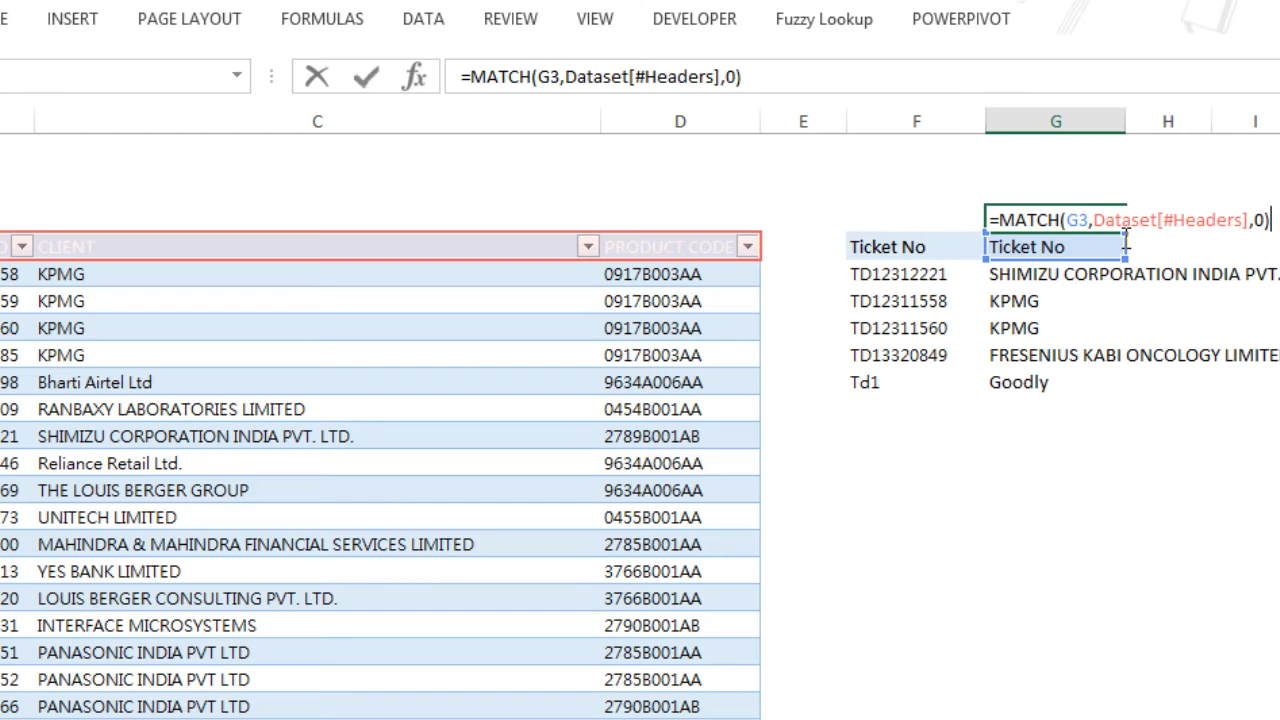 E INSERT PAGE LAYOUT FORMULAS DATA REVIEW VIEW DEVELOPER Fuzzy Lookup POWERPIVOT
fx =MATCH(G3,Dataset[#Headers],0)
C D E F G H I
=MATCH(G3,Dataset[#Headers],0)
D CLIENT PRODUCT CODE Ticket No Ticket No
58 KPMG 0917B003AA TD12312221 SHIMIZU CORPORATION INDIA PVT.
59 KPMG 0917B003AA TD12311558 KPMG
60 KPMG 0917B003AA TD12311560 KPMG
85 KPMG 0917B003AA TD13320849 FRESENIUS KABI ONCOLOGY LIMITE
98 Bharti Airtel Ltd 9634A006AA Td1 Goodly
09 RANBAXY LABORATORIES LIMITED 0454B001AA
21 SHIMIZU CORPORATION INDIA PVT. LTD. 2789B001AB
46 Reliance Retail Ltd. 9634A006AA
69 THE LOUIS BERGER GROUP 9634A006AA
73 UNITECH LIMITED 0455B001AA
00 MAHINDRA & MAHINDRA FINANCIAL SERVICES LIMITED 2785B001AA
13 YES BANK LIMITED 3766B001AA
20 LOUIS BERGER CONSULTING PVT. LTD. 3766B001AA
31 INTERFACE MICROSYSTEMS 2790B001AB
51 PANASONIC INDIA PVT LTD 2785B001AA
52 PANASONIC INDIA PVT LTD 2785B001AA
66 PANASONIC INDIA PVT LTD 2790B001AB